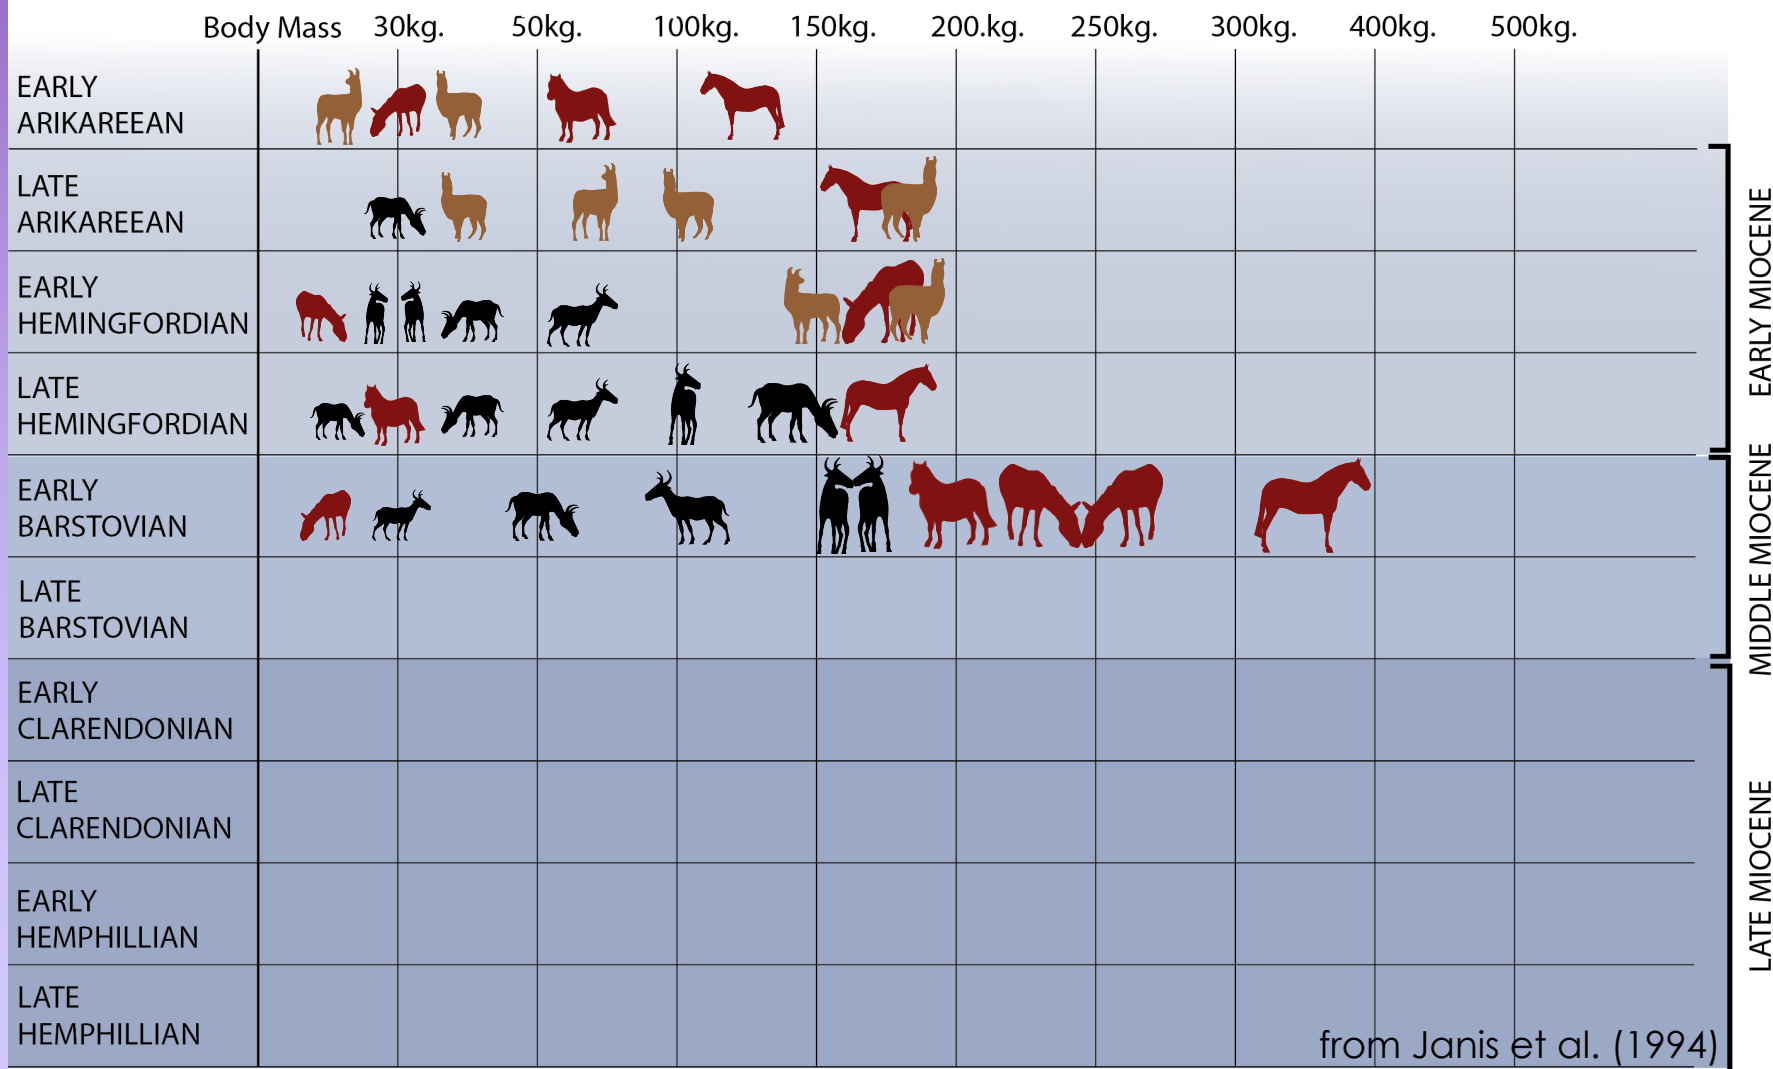 Body Mass 30kg. 50kg. 100kg. 150kg. 200.kg. 250kg. 300kg. 400kg. 500kg.
EARLY
ARIKAREEAN
LATE
ARIKAREEAN
EARLY
HEMINGFORDIAN
LATE
HEMINGFORDIAN
EARLY
BARSTOVIAN
LATE
BARSTOVIAN
EARLY
CLARENDONIAN
LATE
CLARENDONIAN
EARLY
HEMPHILLIAN
LATE
HEMPHILLIAN
EARLY MIOCENE
MIDDLE MIOCENE
LATE MIOCENE
from Janis et al. (1994)